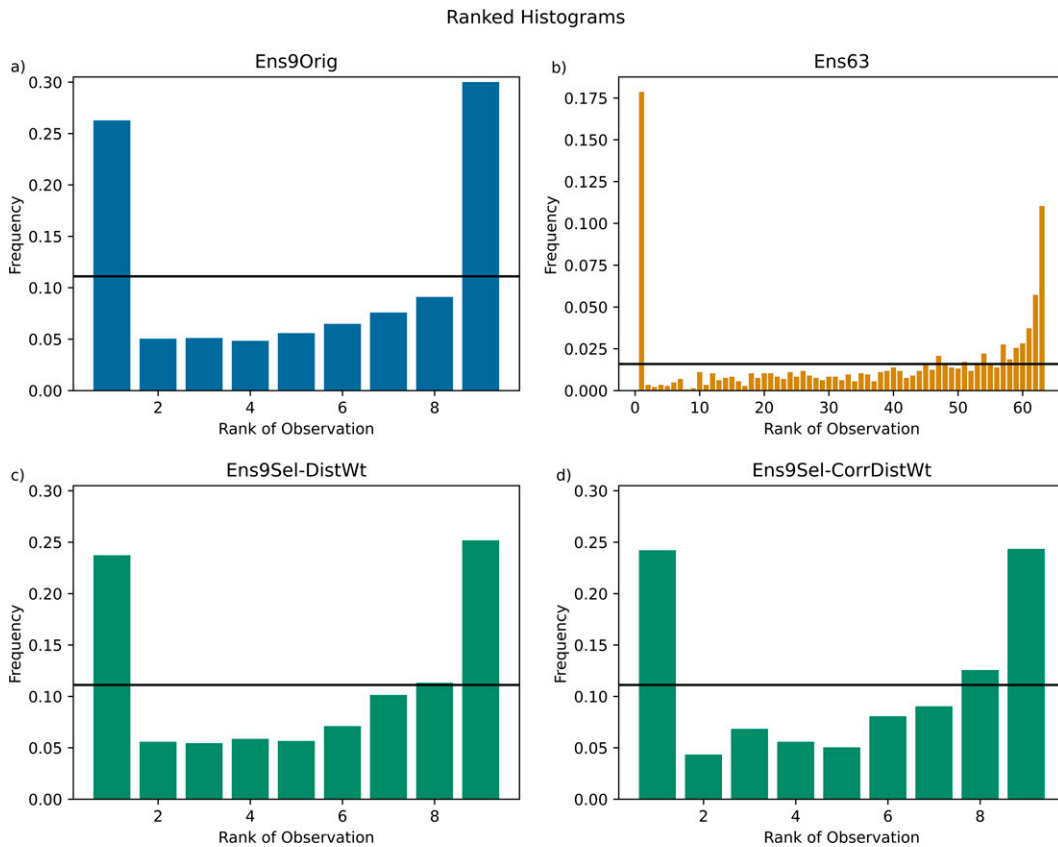 Ranked Histograms
a)
Ens9Orig
0.30
0.25
0.20
0.15
0.10
0.05
0.00
Frequency
2
4
6
8
Rank of Observation
b)
Ens63
0.175
0.150
0.125
0.100
0.075
0.050
0.025
0.000
Frequency
0
10
20
30
40
50
60
Rank of Observation
c)
Ens9Sel-DistWt
0.30
0.25
0.20
0.15
0.10
0.05
0.00
Frequency
2
4
6
8
Rank of Observation
d)
Ens9Sel-CorrDistWt
0.30
0.25
0.20
0.15
0.10
0.05
0.00
Frequency
2
4
6
8
Rank of Observation